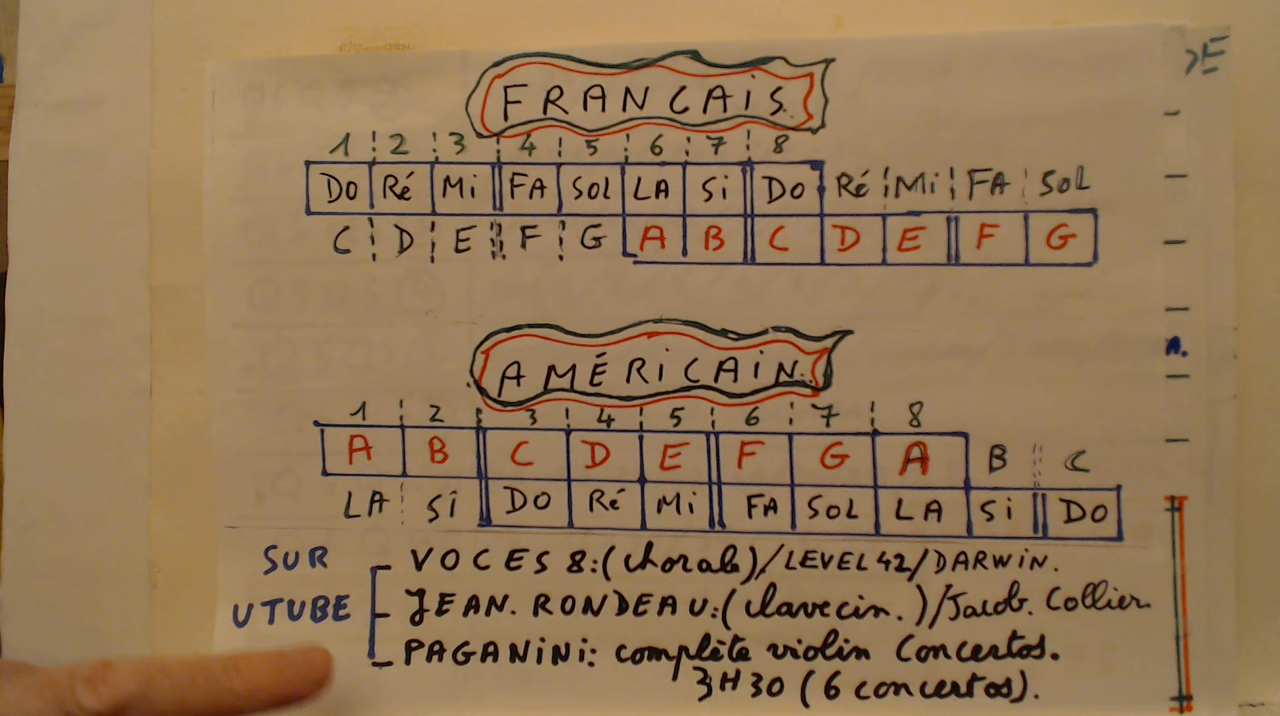 FRANCAIS
1 2 3 4 5 6 7 8
DO Ré Mi FA SOL LA Si DO Ré Mi FA SOL
C D E F G A B C D E F G
AMÉRiCAiN
1 2 3 4 5 6 7 8
A B C D E F G A B C
LA Si DO Ré Mi FA SOL LA Si DO
SUR UTUBE
VOCES 8:(chorale)/LEVEL 42/DARWIN.
JEAN. RONDEAU:(clavecin.)/Jacob. Collier
PAGANiNi: complète violin Concertos.
3H30 (6 concertos).
A.